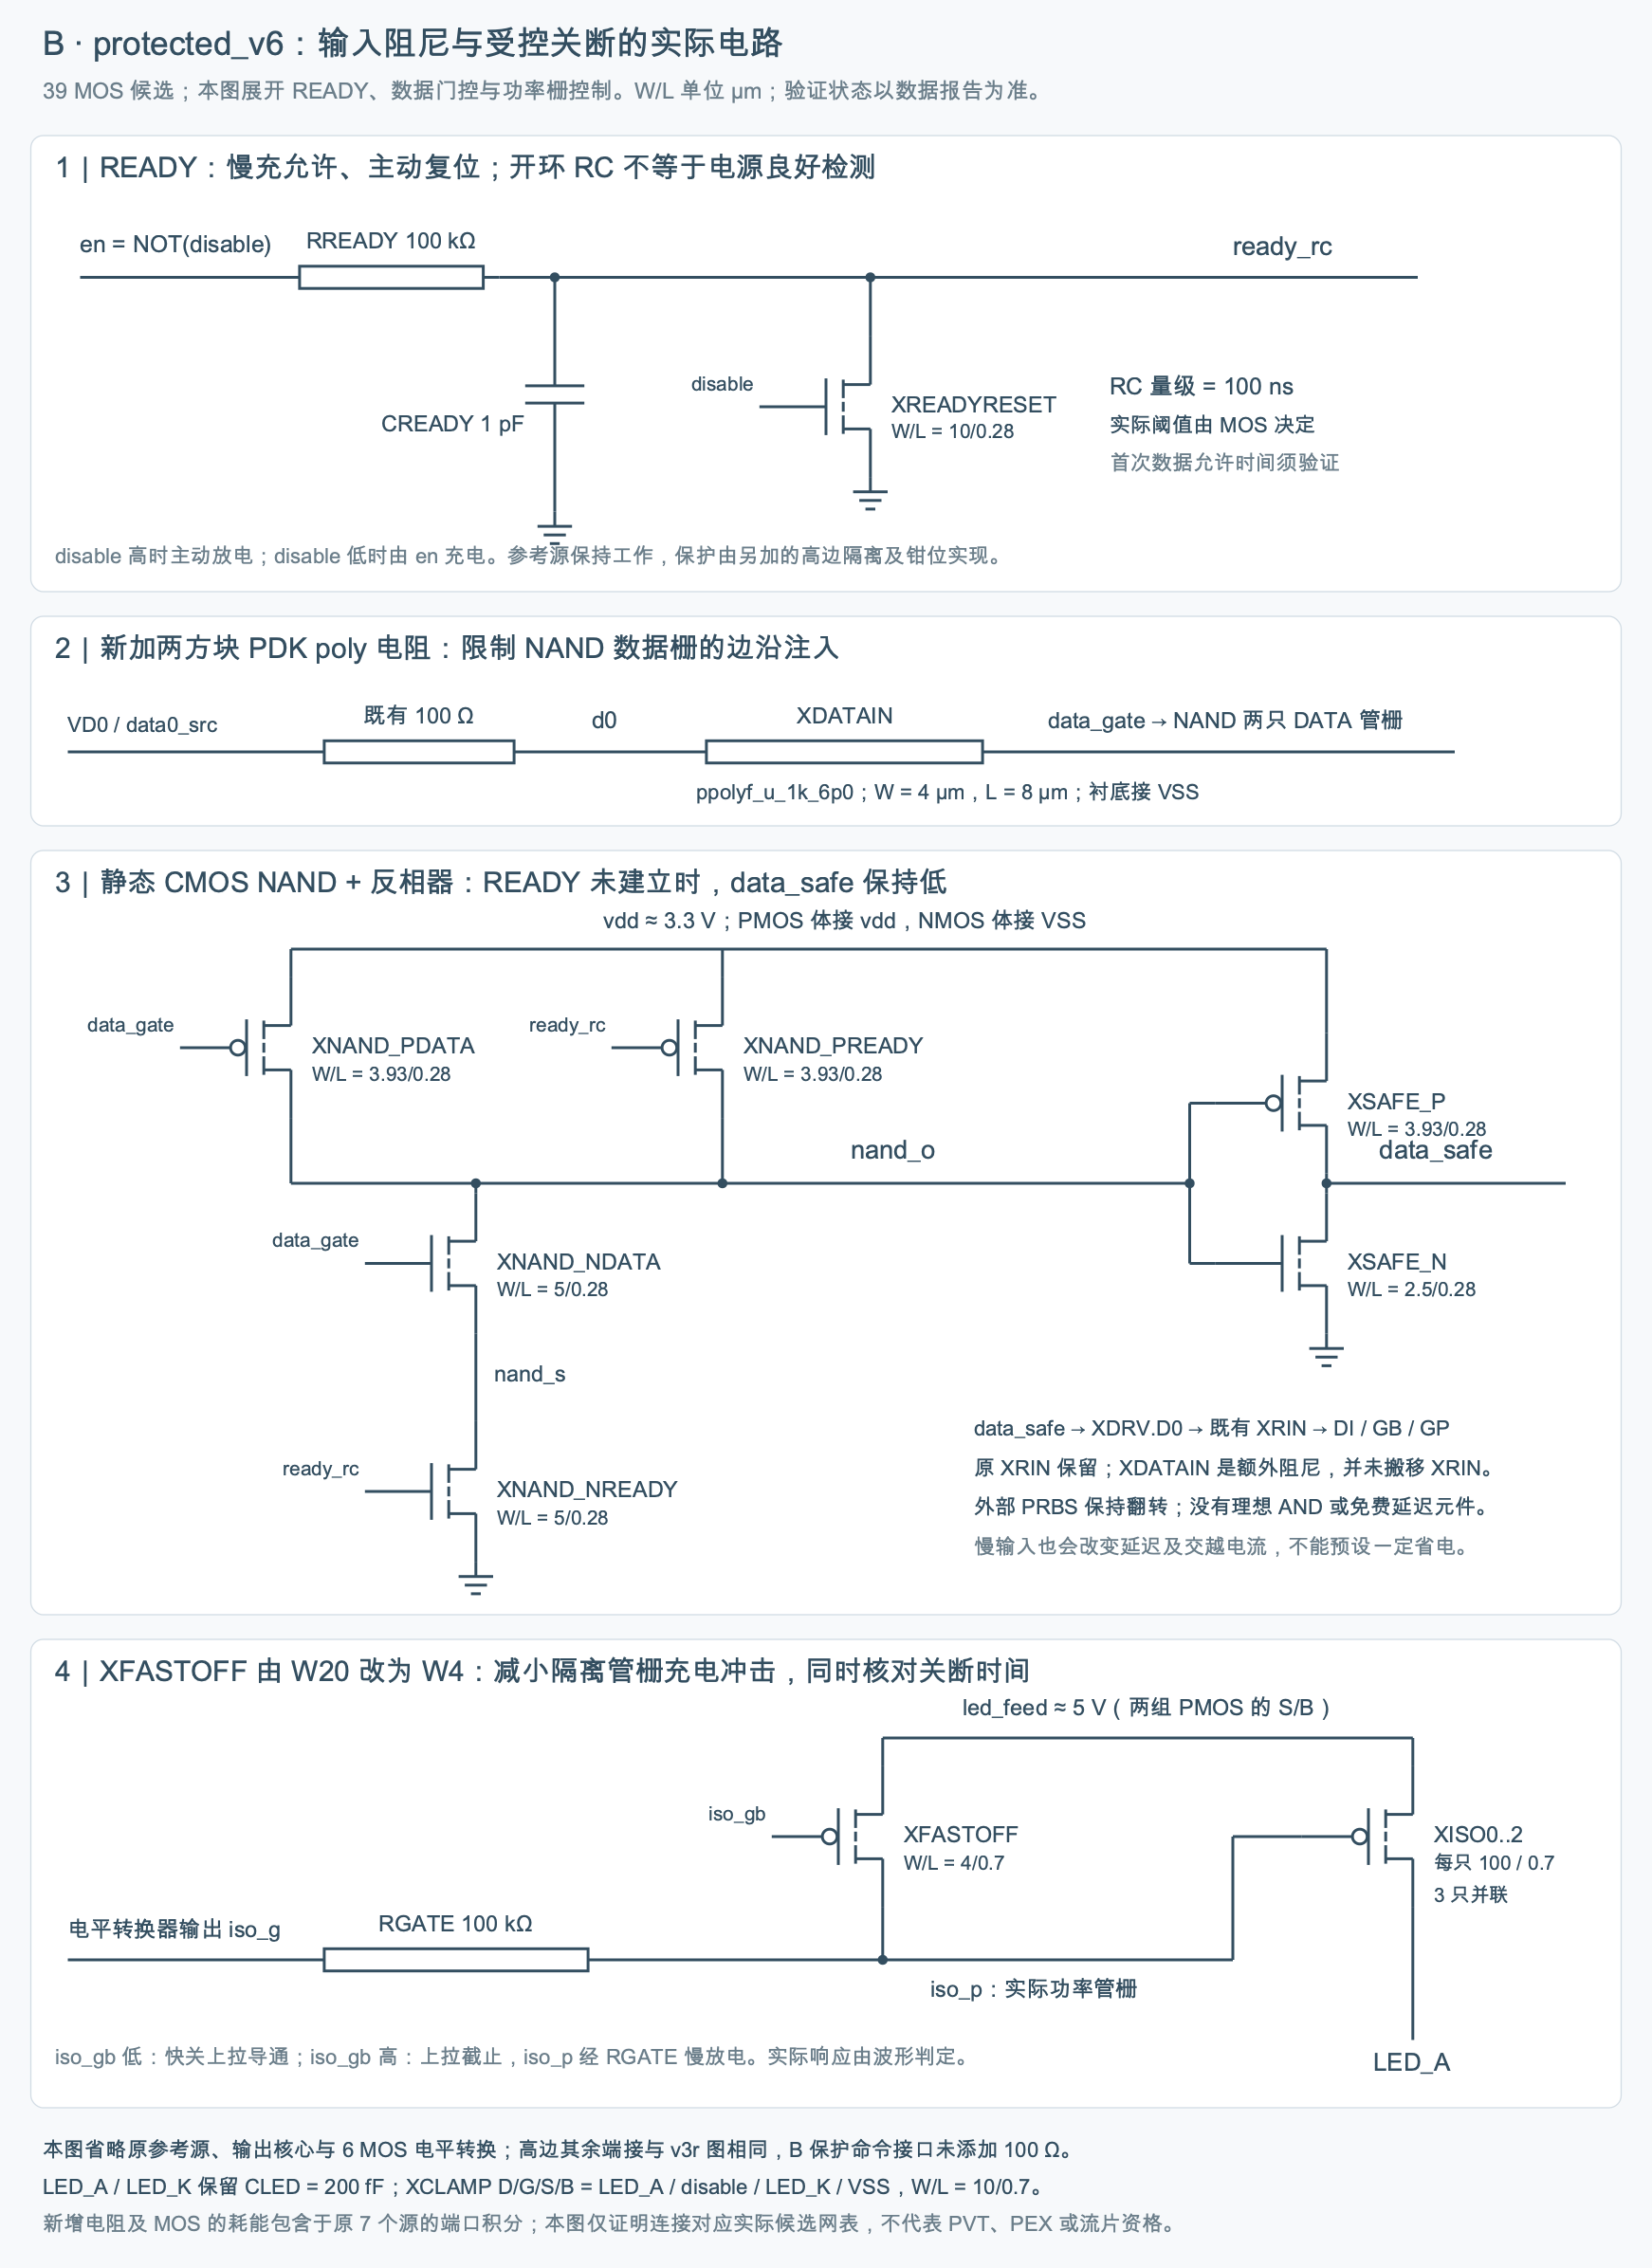 B · protected_v6：输入阻尼与受控关断的实际电路
39 MOS 候选；本图展开 READY、数据门控与功率栅控制。W/L 单位 μm；验证状态以数据报告为准。
1｜READY：慢充允许、主动复位；开环 RC 不等于电源良好检测
en = NOT(disable)
RREADY 100 kΩ
ready_rc
disable
CREADY 1 pF
XREADYRESET
W/L = 10/0.28
RC 量级 = 100 ns
实际阈值由 MOS 决定
首次数据允许时间须验证
disable 高时主动放电；disable 低时由 en 充电。参考源保持工作，保护由另加的高边隔离及钳位实现。
2｜新加两方块 PDK poly 电阻：限制 NAND 数据栅的边沿注入
VD0 / data0_src
既有 100 Ω
d0
XDATAIN
data_gate → NAND 两只 DATA 管栅
ppolyf_u_1k_6p0；W = 4 μm，L = 8 μm；衬底接 VSS
3｜静态 CMOS NAND + 反相器：READY 未建立时，data_safe 保持低
vdd ≈ 3.3 V；PMOS 体接 vdd，NMOS 体接 VSS
data_gate
XNAND_PDATA
W/L = 3.93/0.28
ready_rc
XNAND_PREADY
W/L = 3.93/0.28
XSAFE_P
W/L = 3.93/0.28
nand_o
data_safe
data_gate
XNAND_NDATA
W/L = 5/0.28
XSAFE_N
W/L = 2.5/0.28
nand_s
ready_rc
XNAND_NREADY
W/L = 5/0.28
data_safe → XDRV.D0 → 既有 XRIN → DI / GB / GP
原 XRIN 保留；XDATAIN 是额外阻尼，并未搬移 XRIN。
外部 PRBS 保持翻转；没有理想 AND 或免费延迟元件。
慢输入也会改变延迟及交越电流，不能预设一定省电。
4｜XFASTOFF 由 W20 改为 W4：减小隔离管栅充电冲击，同时核对关断时间
led_feed ≈ 5 V（两组 PMOS 的 S/B）
iso_gb
XFASTOFF
W/L = 4/0.7
XISO0..2
每只 100 / 0.7
3 只并联
电平转换器输出 iso_g
RGATE 100 kΩ
iso_p：实际功率管栅
iso_gb 低：快关上拉导通；iso_gb 高：上拉截止，iso_p 经 RGATE 慢放电。实际响应由波形判定。
LED_A
本图省略原参考源、输出核心与 6 MOS 电平转换；高边其余端接与 v3r 图相同，B 保护命令接口未添加 100 Ω。
LED_A / LED_K 保留 CLED = 200 fF；XCLAMP D/G/S/B = LED_A / disable / LED_K / VSS，W/L = 10/0.7。
新增电阻及 MOS 的耗能包含于原 7 个源的端口积分；本图仅证明连接对应实际候选网表，不代表 PVT、PEX 或流片资格。